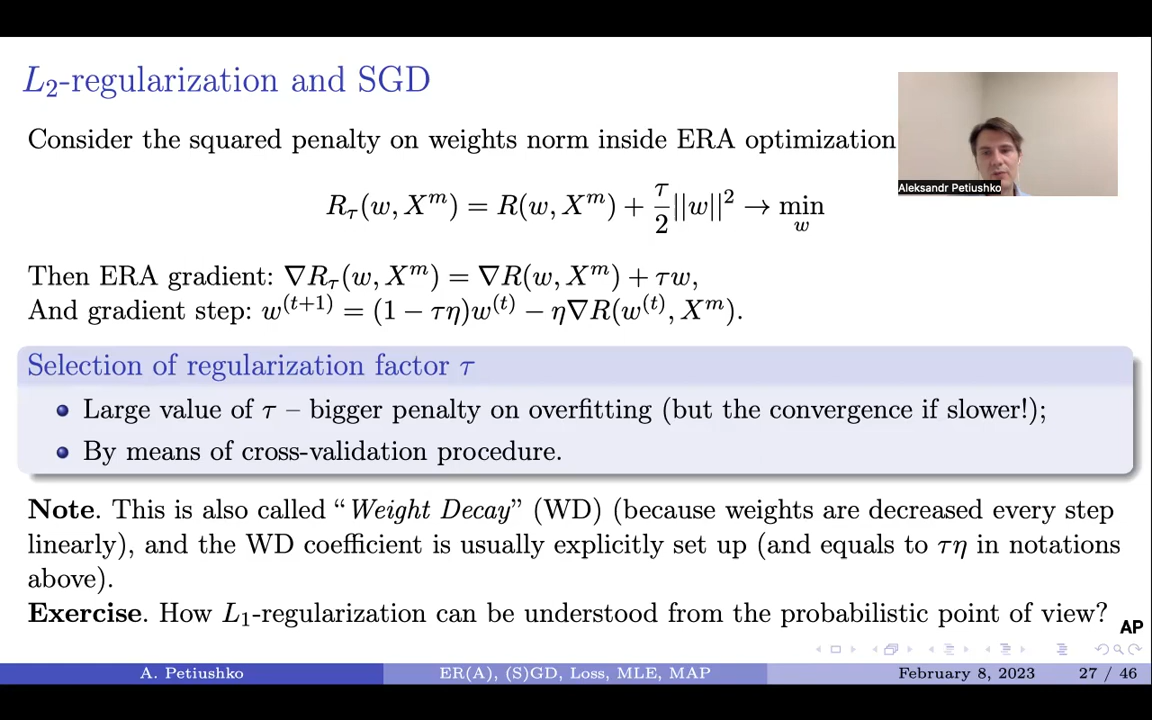 L₂-regularization and SGD
Consider the squared penalty on weights norm inside ERA optimization
Aleksandr Petiushko
R_τ(w, Xᵐ) = R(w, Xᵐ) + τ/2 ||w||² → min_w
Then ERA gradient: ∇R_τ(w, Xᵐ) = ∇R(w, Xᵐ) + τw,
And gradient step: w⁽ᵗ⁺¹⁾ = (1 − τη)w⁽ᵗ⁾ − η∇R(w⁽ᵗ⁾, Xᵐ).
Selection of regularization factor τ
Large value of τ – bigger penalty on overfitting (but the convergence if slower!);
By means of cross-validation procedure.
Note. This is also called “Weight Decay” (WD) (because weights are decreased every step
linearly), and the WD coefficient is usually explicitly set up (and equals to τη in notations
above).
Exercise. How L₁-regularization can be understood from the probabilistic point of view?
AP
A. Petiushko ER(A), (S)GD, Loss, MLE, MAP February 8, 2023 27 / 46